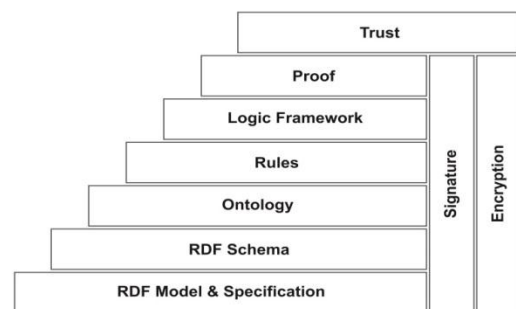 Trust
Proof
Logic Framework
Rules
Ontology
RDF Schema
RDF Model & Specification
Signature
Encryption